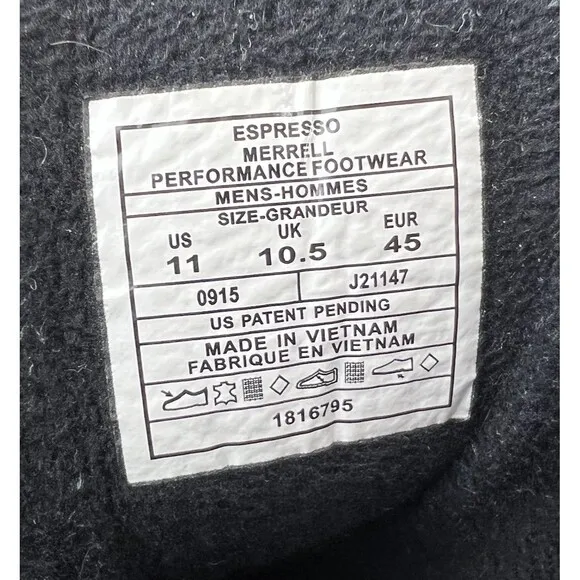 ESPRESSO
MERRELL
PERFORMANCE FOOTWEAR
MENS-HOMMES
SIZE-GRANDEUR
US UK EUR
11 10.5 45
0915 J21147
US PATENT PENDING
MADE IN VIETNAM
FABRIQUE EN VIETNAM
1816795